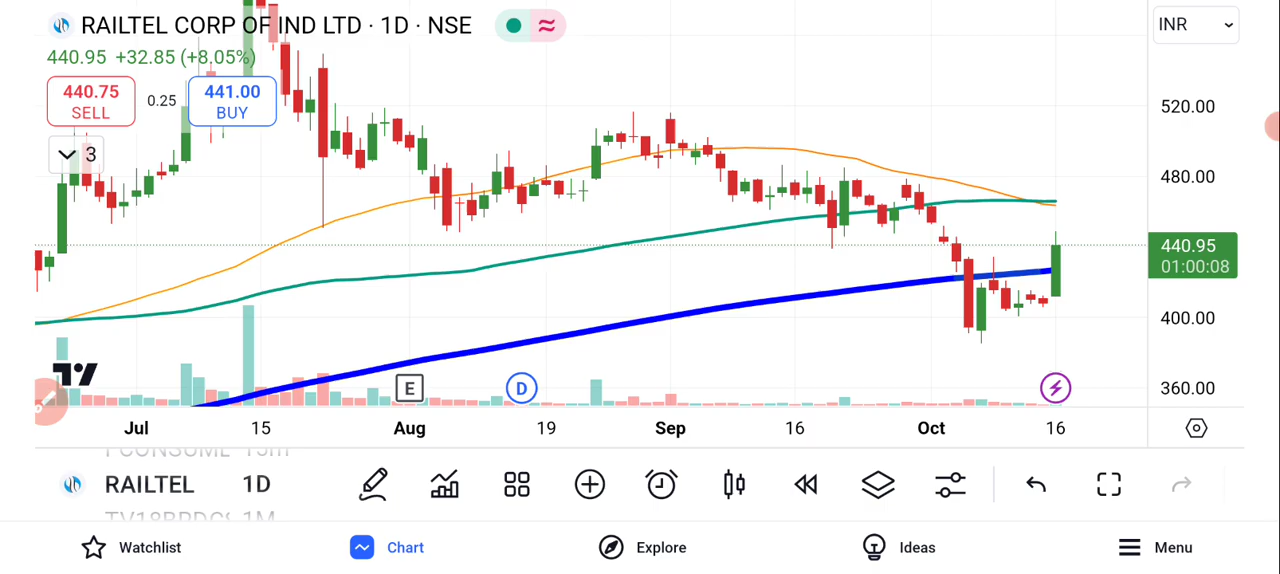 RAILTEL CORP OF IND LTD · 1D · NSE
INR
440.95 +32.85 (+8.05%)
440.75
SELL
0.25
441.00
BUY
3
520.00
480.00
440.95
01:00:08
400.00
360.00
E
D
Jul
15
Aug
19
Sep
16
Oct
16
RAILTEL 1D
Watchlist
Chart
Explore
Ideas
Menu